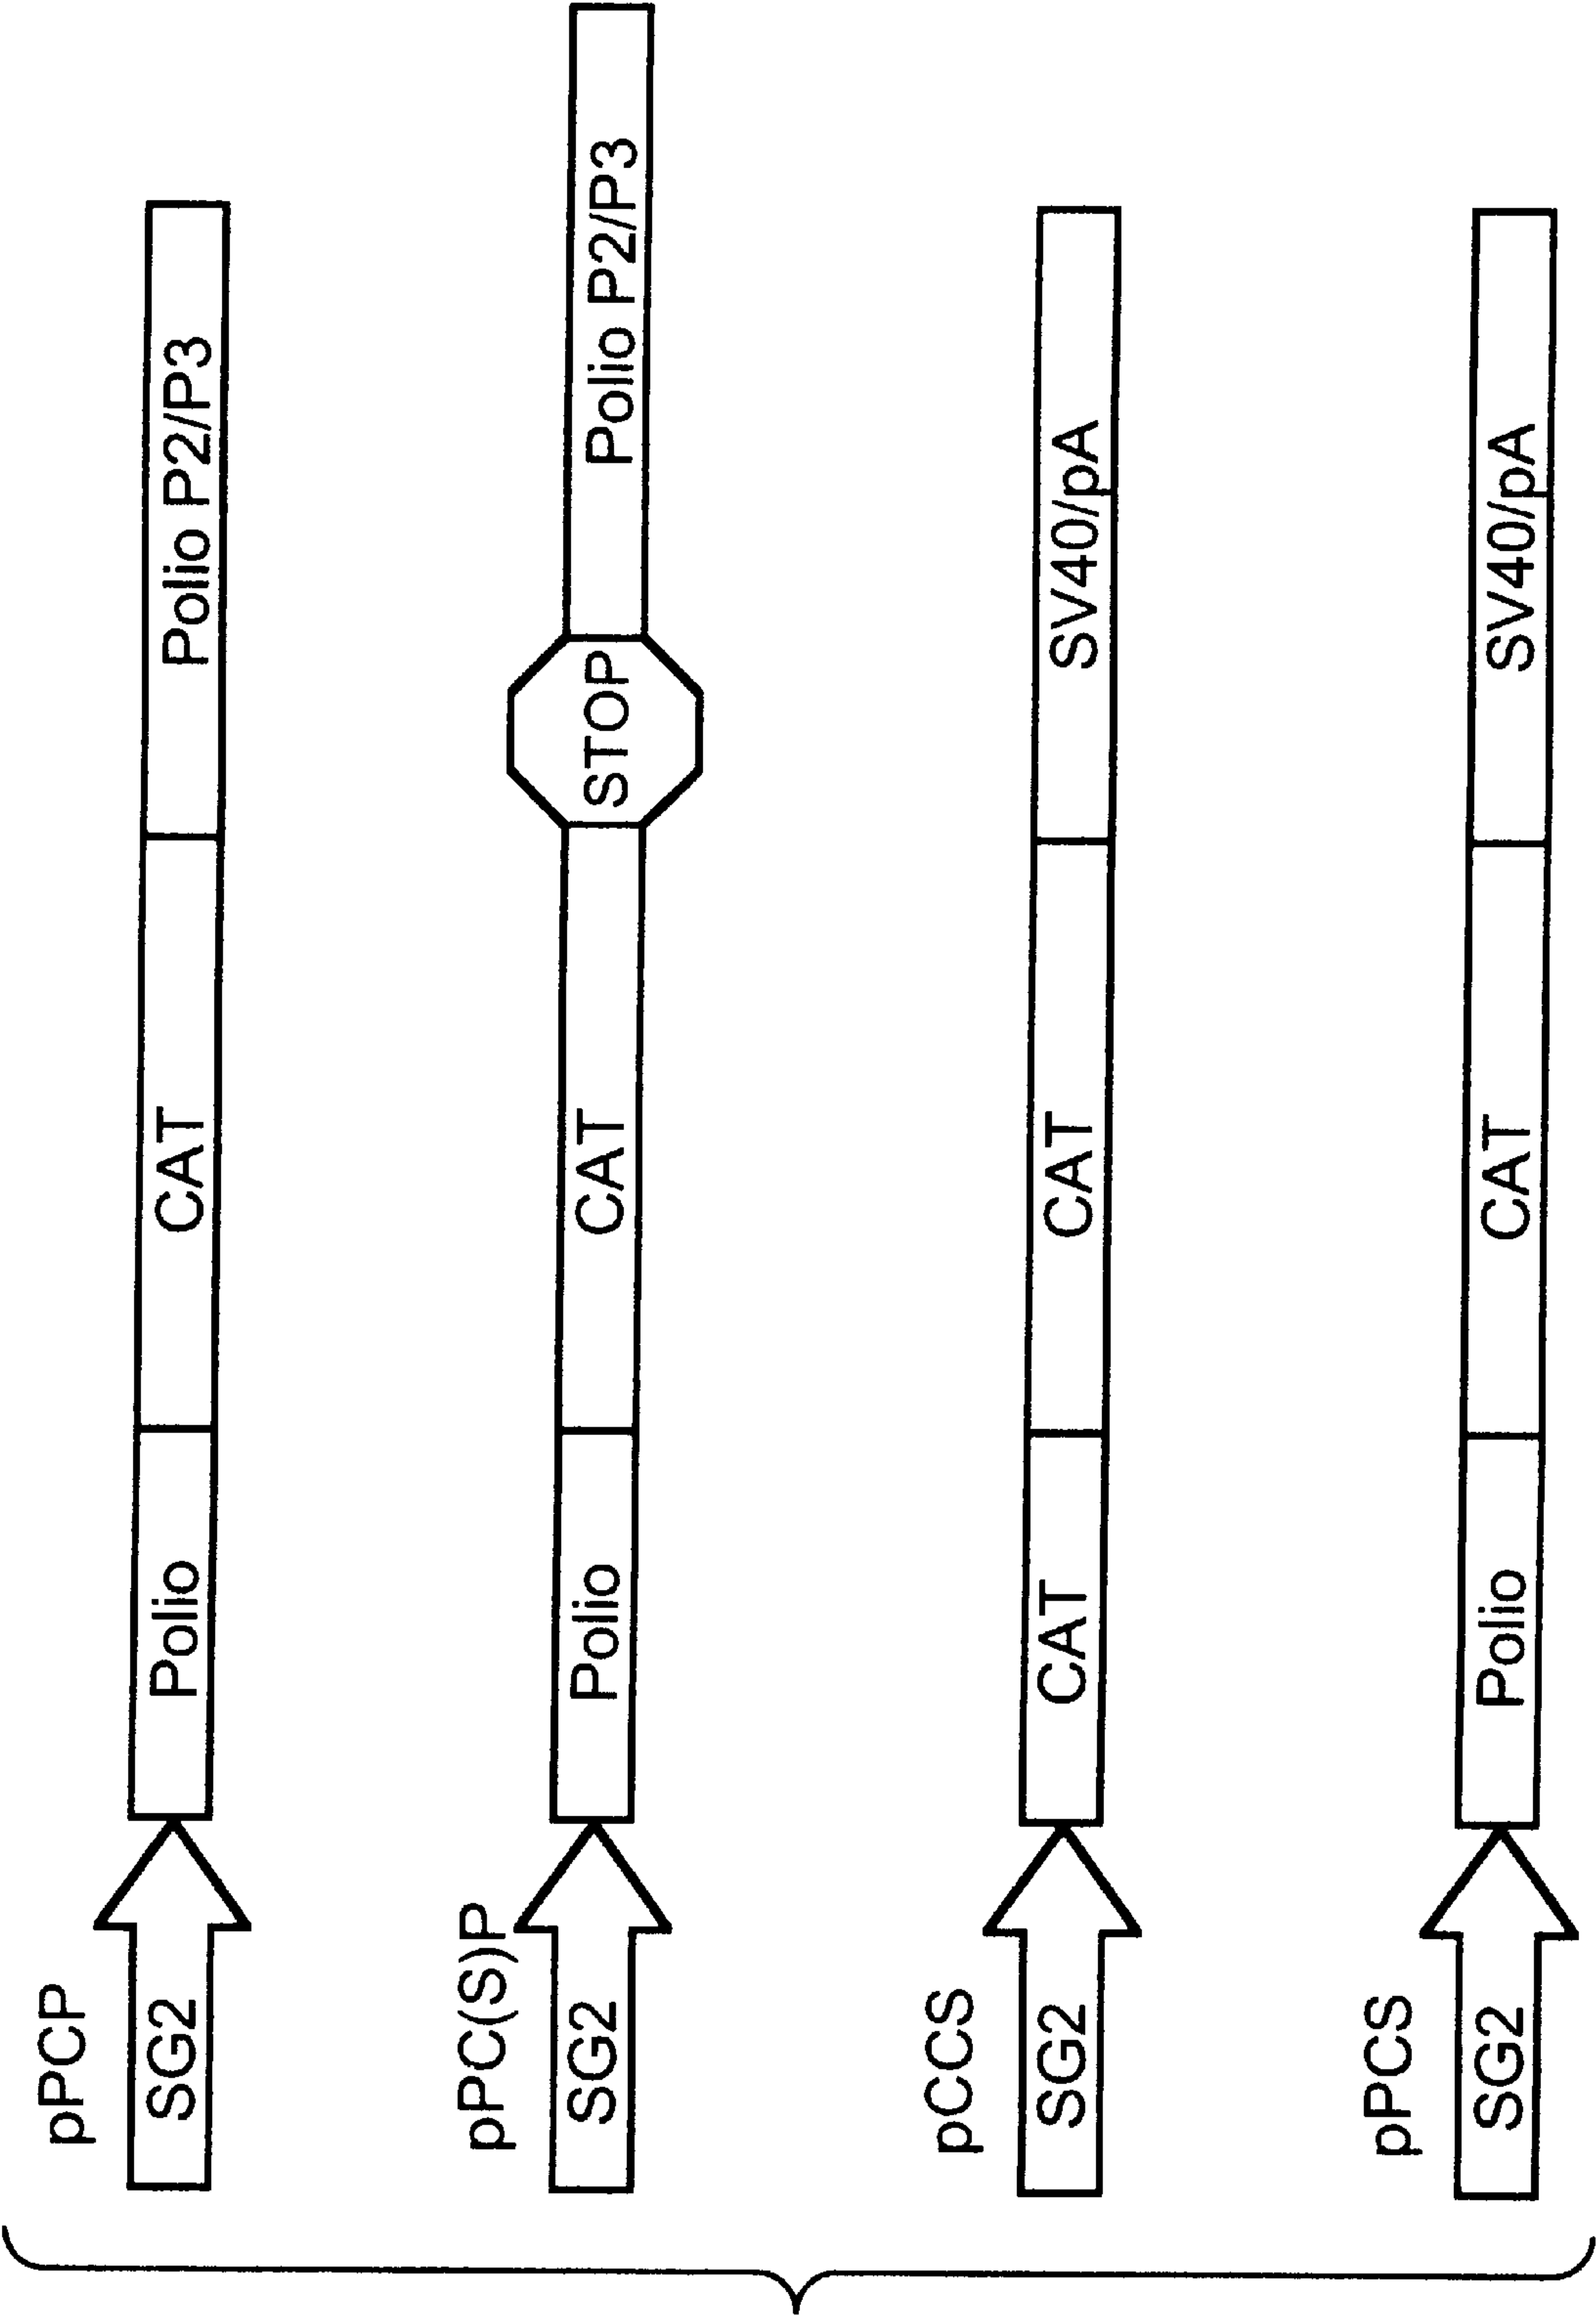 pPCP
SG2 Polio CAT Polio P2/P3
pPC(S)P
SG2 Polio CAT STOP Polio P2/P3
pCCS
SG2 CAT CAT SV40/pA
pPCS
SG2 Polio CAT SV40/pA